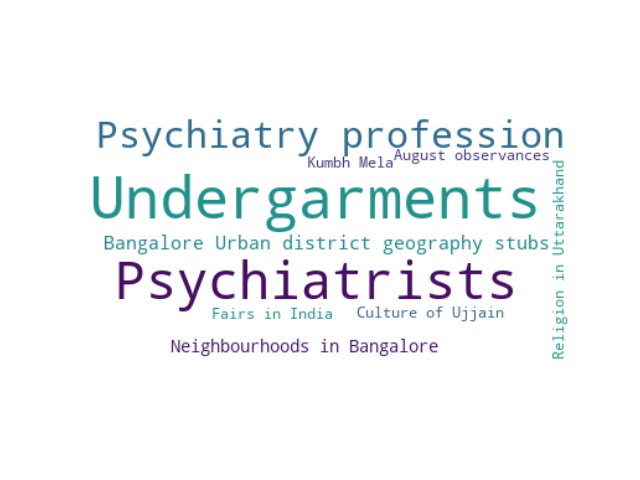 Psychiatry profession
Kumbh Mela
August observances
Undergarments
Bangalore Urban district geography stubs
Psychiatrists
Fairs in India
Culture of Ujjain
Neighbourhoods in Bangalore
Religion in Uttarakhand